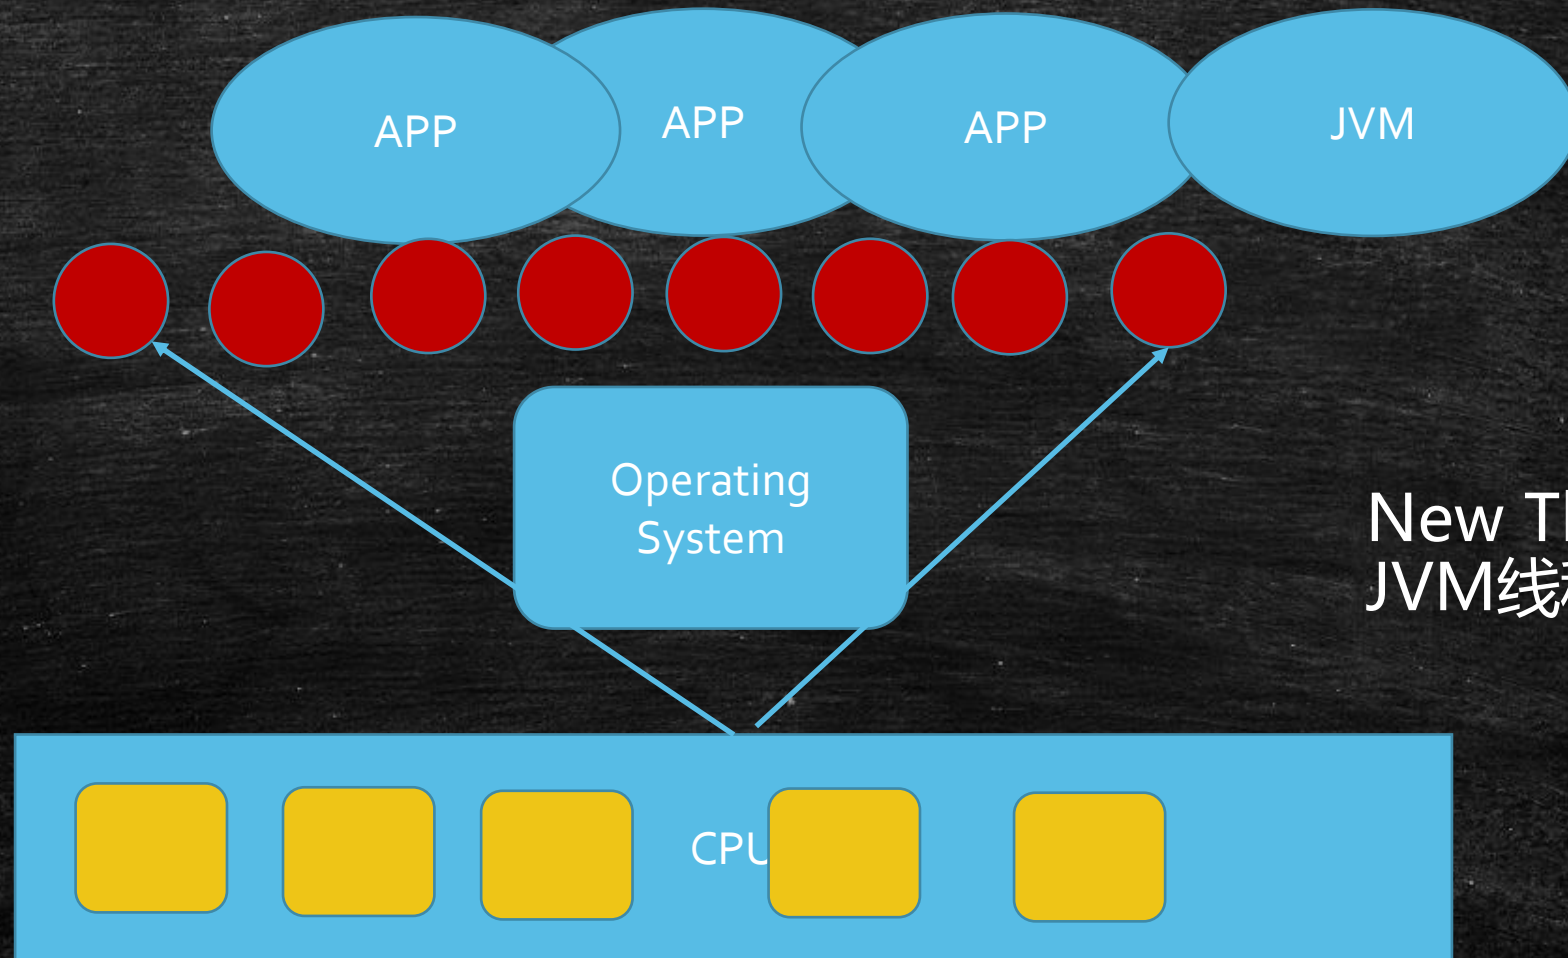 APP
APP
APP
JVM
Operating
System
New
JVM线
CPU